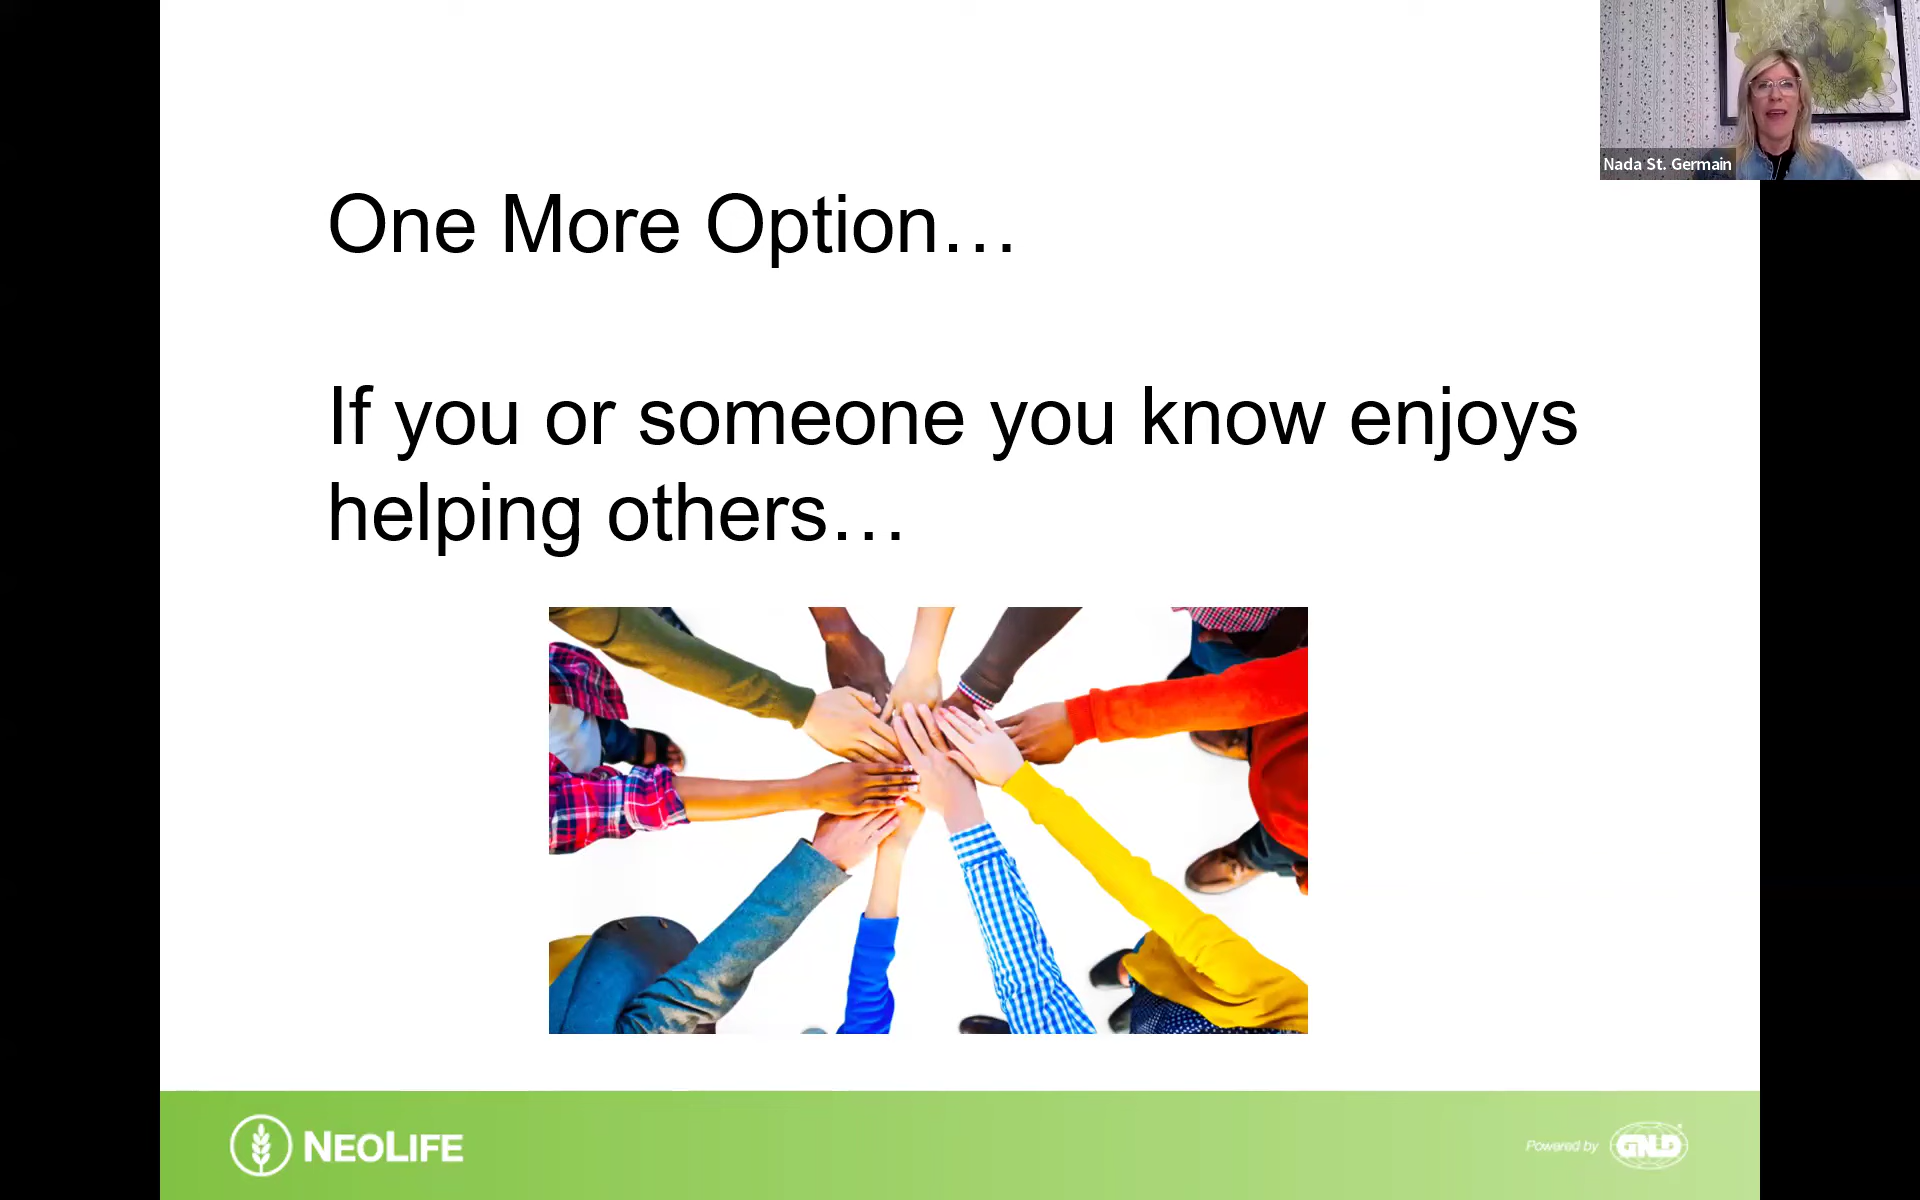 Nada St. Germain
One More Option…
If you or someone you know enjoys
helping others…
NEOLIFE
Powered by
GNLD